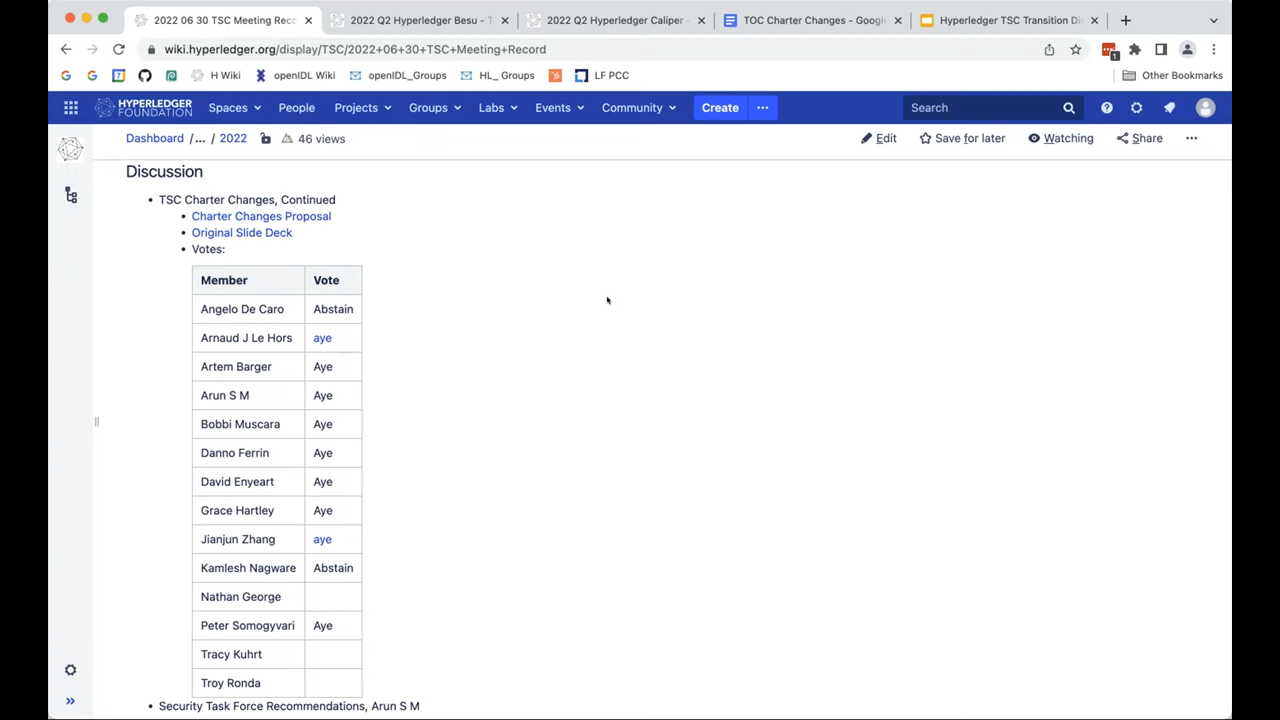 2022 06 30 TSC Meeting Reco
2022 Q2 Hyperledger Besu - T
2022 Q2 Hyperledger Caliper -
TOC Charter Changes - Google
Hyperledger TSC Transition Di
wiki.hyperledger.org/display/TSC/2022+06+30+TSC+Meeting+Record
1
H Wiki
openIDL Wiki
openIDL_Groups
HL_ Groups
LF PCC
Other Bookmarks
HYPERLEDGER
FOUNDATION
Spaces
People
Projects
Groups
Labs
Events
Community
Create
Search
Dashboard /... / 2022
46 views
Edit
Save for later
Watching
Share
Discussion
• TSC Charter Changes, Continued
• Charter Changes Proposal
• Original Slide Deck
• Votes:
Member Vote
Angelo De Caro Abstain
Arnaud J Le Hors aye
Artem Barger Aye
Arun S M Aye
Bobbi Muscara Aye
Danno Ferrin Aye
David Enyeart Aye
Grace Hartley Aye
Jianjun Zhang aye
Kamlesh Nagware Abstain
Nathan George
Peter Somogyvari Aye
Tracy Kuhrt
Troy Ronda
• Security Task Force Recommendations, Arun S M